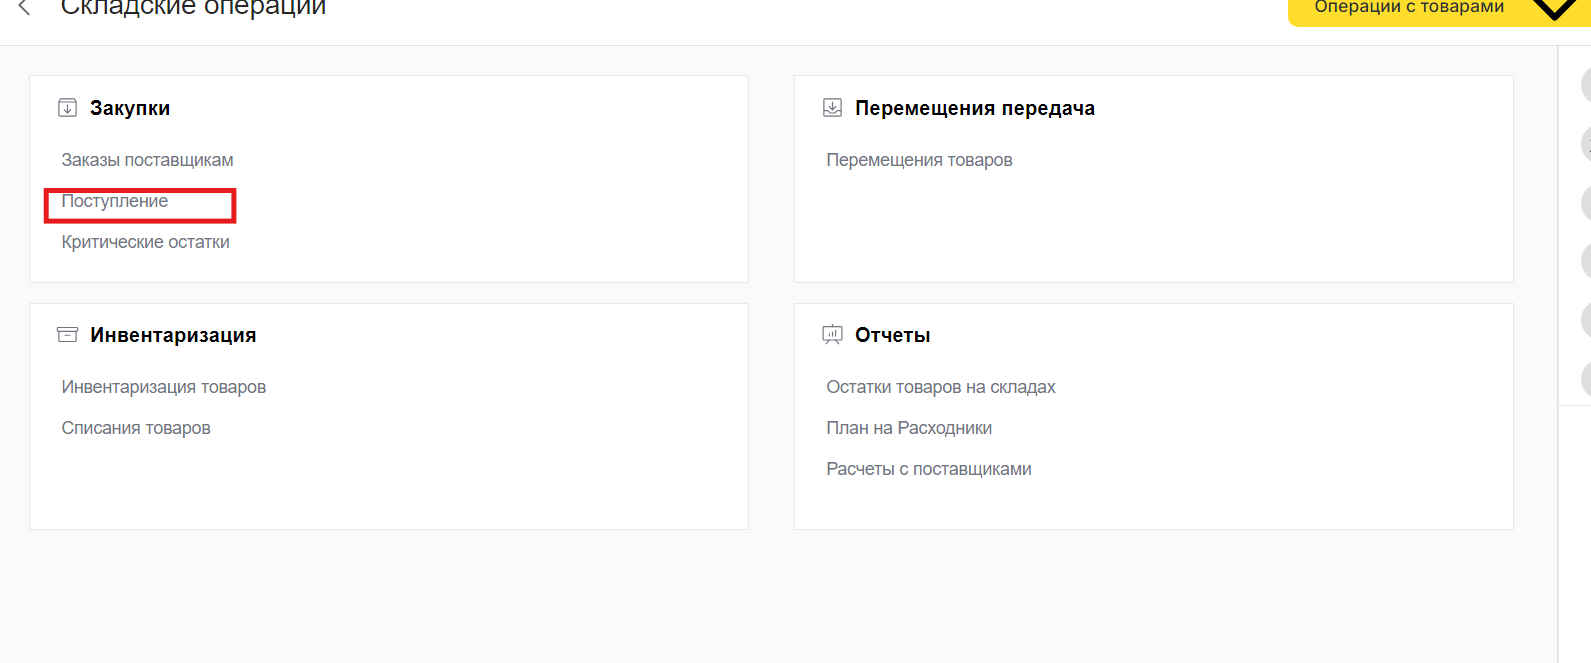 Складские операции
Операции с товарами
Закупки
Заказы поставщикам
Поступление
Критические остатки
Перемещения передача
Перемещения товаров
Инвентаризация
Инвентаризация товаров
Списания товаров
Отчеты
Остатки товаров на складах
План на Расходники
Расчеты с поставщиками